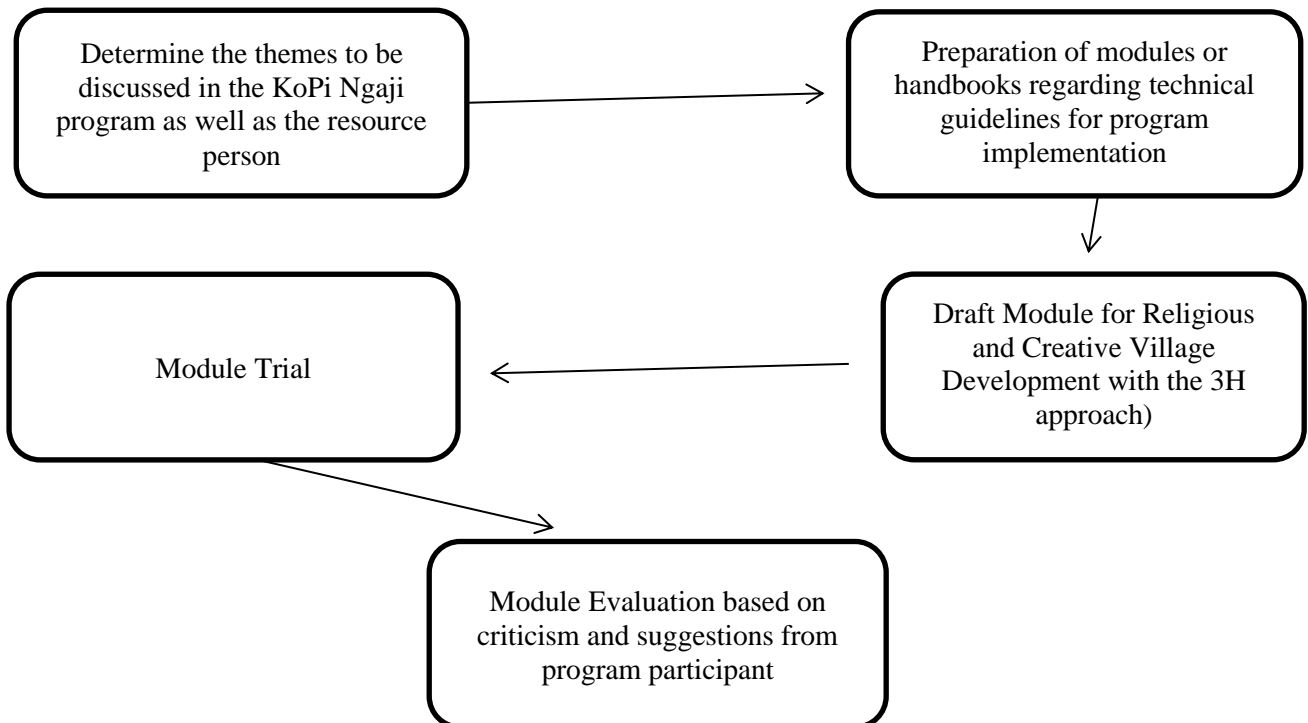 Determine the themes to be
discussed in the KoPi Ngaji
program as well as the resource
person
Preparation of modules or
handbooks regarding technical
guidelines for program
implementation
Draft Module for Religious
and Creative Village
Development with the 3H
approach)
Module Trial
Module Evaluation based on
criticism and suggestions from
program participant